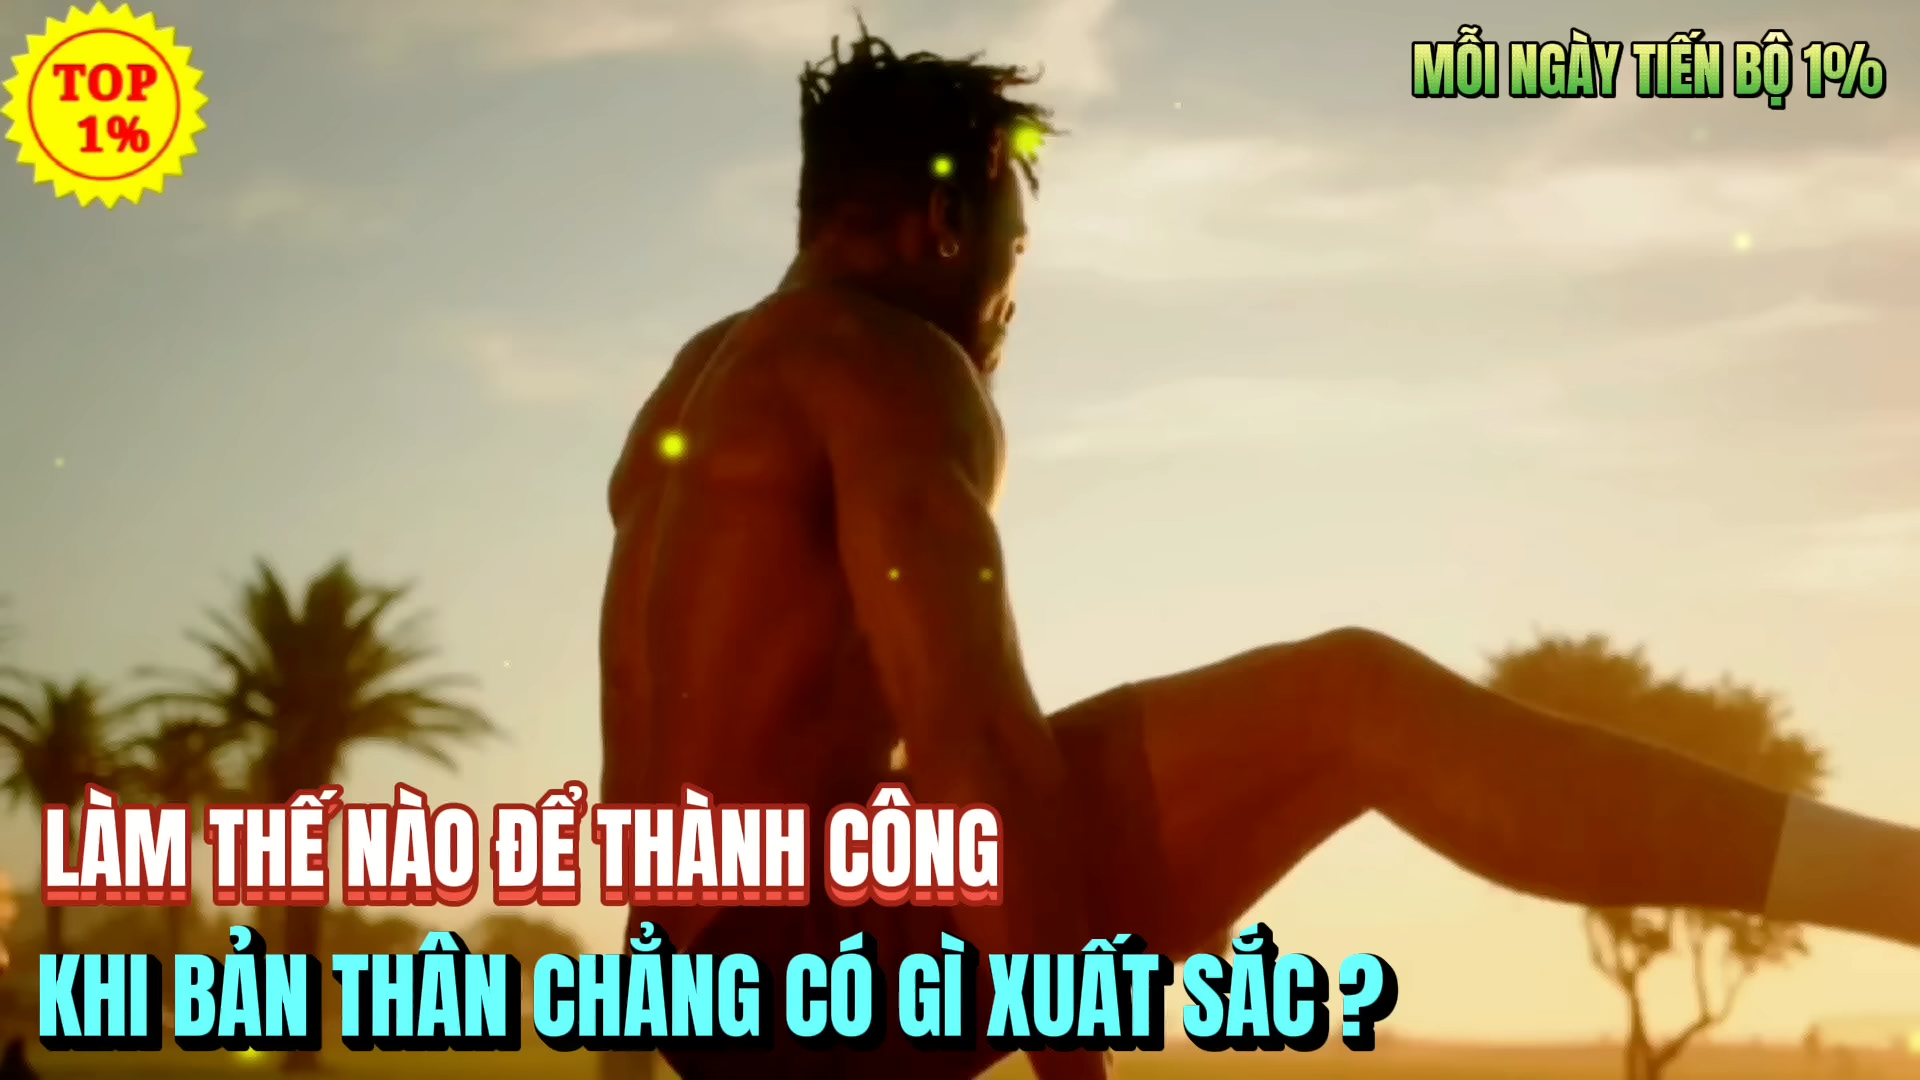 TOP
1%
MỖI NGÀY TIẾN BỘ 1%
LÀM THẾ NÀO ĐỂ THÀNH CÔNG
KHI BẢN THÂN CHẲNG CÓ GÌ XUẤT SẮC ?